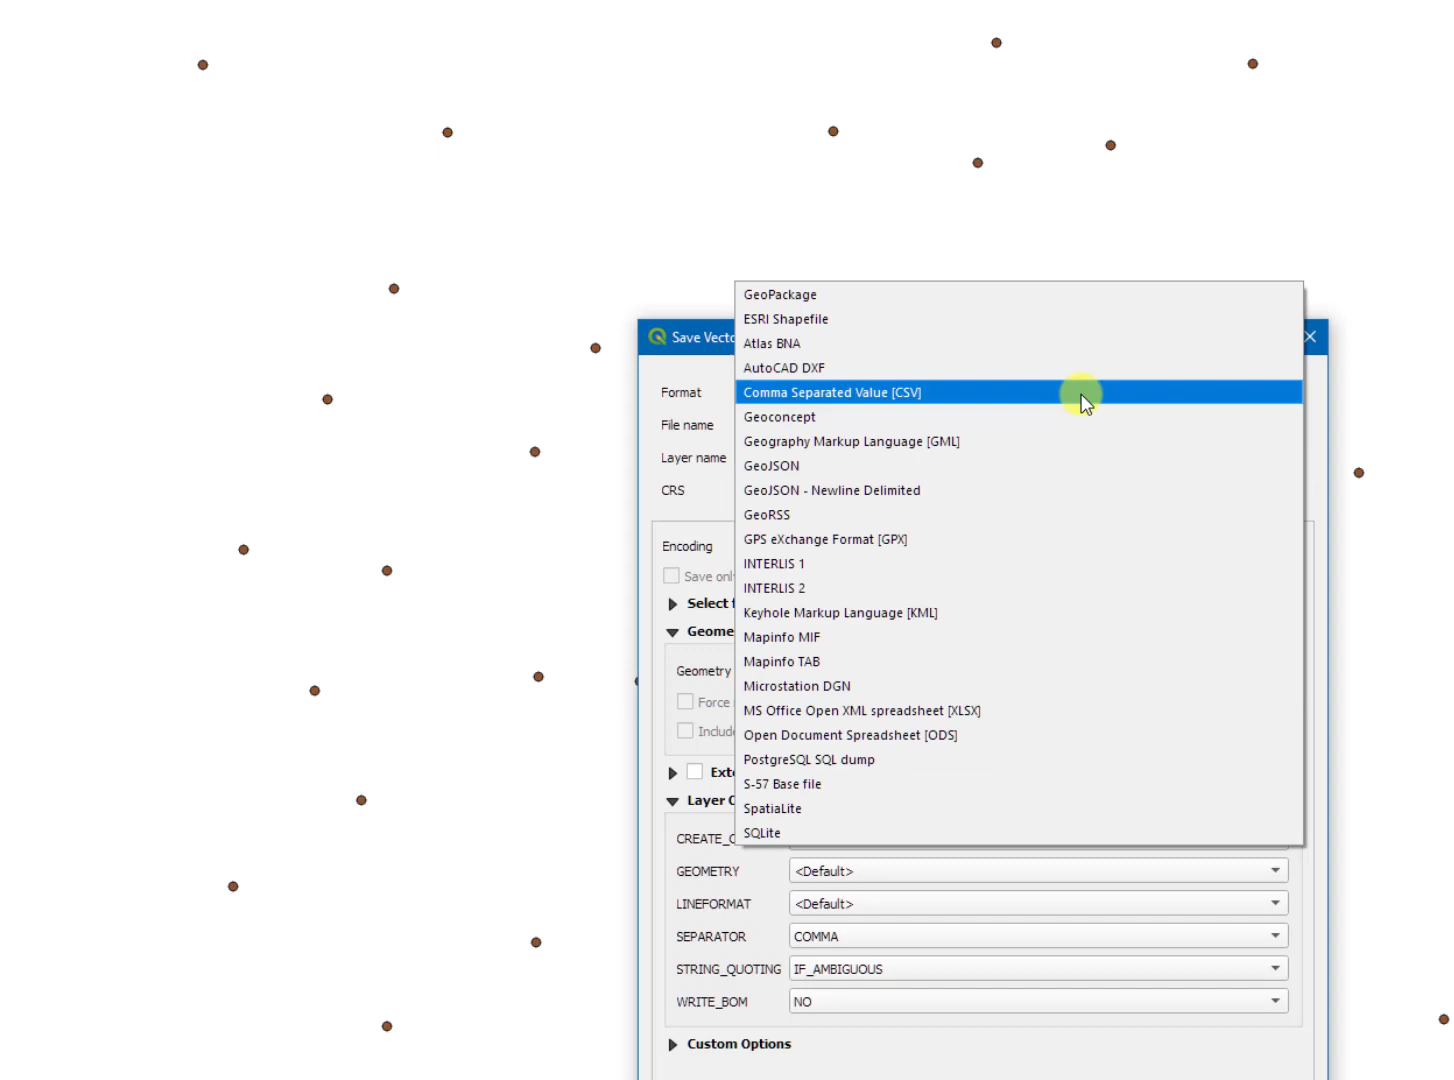 GeoPackage
ESRI Shapefile
Save Vecto
Atlas BNA
AutoCAD DXF
Format
Comma Separated Value [CSV]
Geoconcept
File name
Geography Markup Language [GML]
Layer name
GeoJSON
CRS
GeoJSON - Newline Delimited
GeoRSS
GPS eXchange Format [GPX]
Encoding
INTERLIS 1
Save onl
INTERLIS 2
Select f
Keyhole Markup Language [KML]
Geome
Mapinfo MIF
Mapinfo TAB
Geometry
Microstation DGN
Force
MS Office Open XML spreadsheet [XLSX]
Include
Open Document Spreadsheet [ODS]
PostgreSQL SQL dump
Exte
S-57 Base file
Layer O
SpatiaLite
SQLite
CREATE_C
GEOMETRY <Default>
LINEFORMAT <Default>
SEPARATOR COMMA
STRING_QUOTING IF_AMBIGUOUS
WRITE_BOM NO
Custom Options